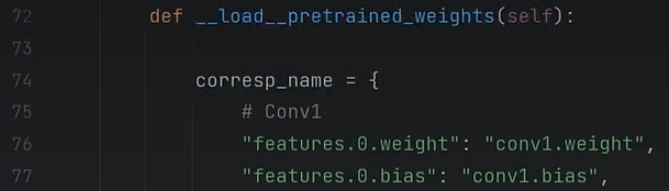 72 def __load__pretrained_weights(self):
73
74 corresp_name = {
75 # Conv1
76 "features.0.weight": "conv1.weight",
77 "features.0.bias": "conv1.bias",